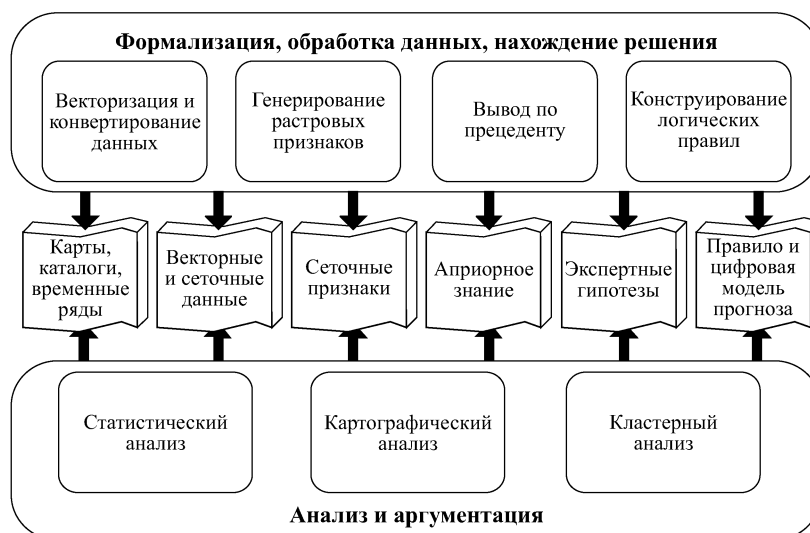 Формализация, обработка данных, нахождение решения
Векторизация и
конвертирование
данных
Генерирование
растровых
признаков
Вывод по
прецеденту
Конструирование
логических
правил
Карты,
каталоги,
временные
ряды
Векторные
и сеточные
данные
Сеточные
признаки
Априорное
знание
Экспертные
гипотезы
Правило и
цифровая
модель
прогноза
Статистический
анализ
Картографический
анализ
Кластерный
анализ
Анализ и аргументация